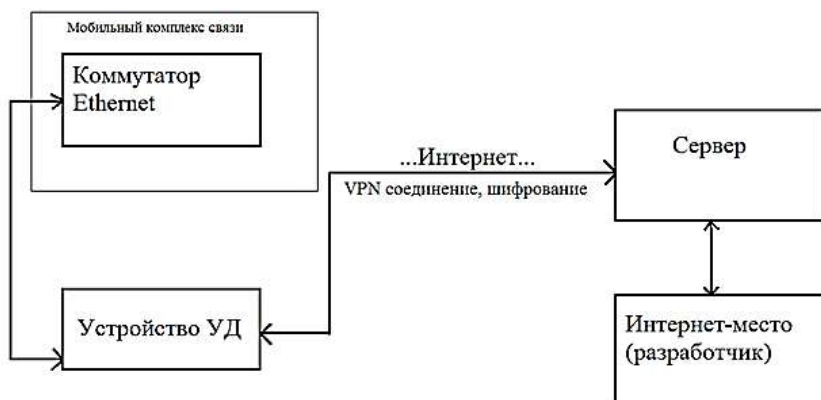 Мобильный комплекс связи
Коммутатор
Ethernet
...Интернет...
VPN соединение, шифрование
Сервер
Устройство УД
Интернет-место
(разработчик)